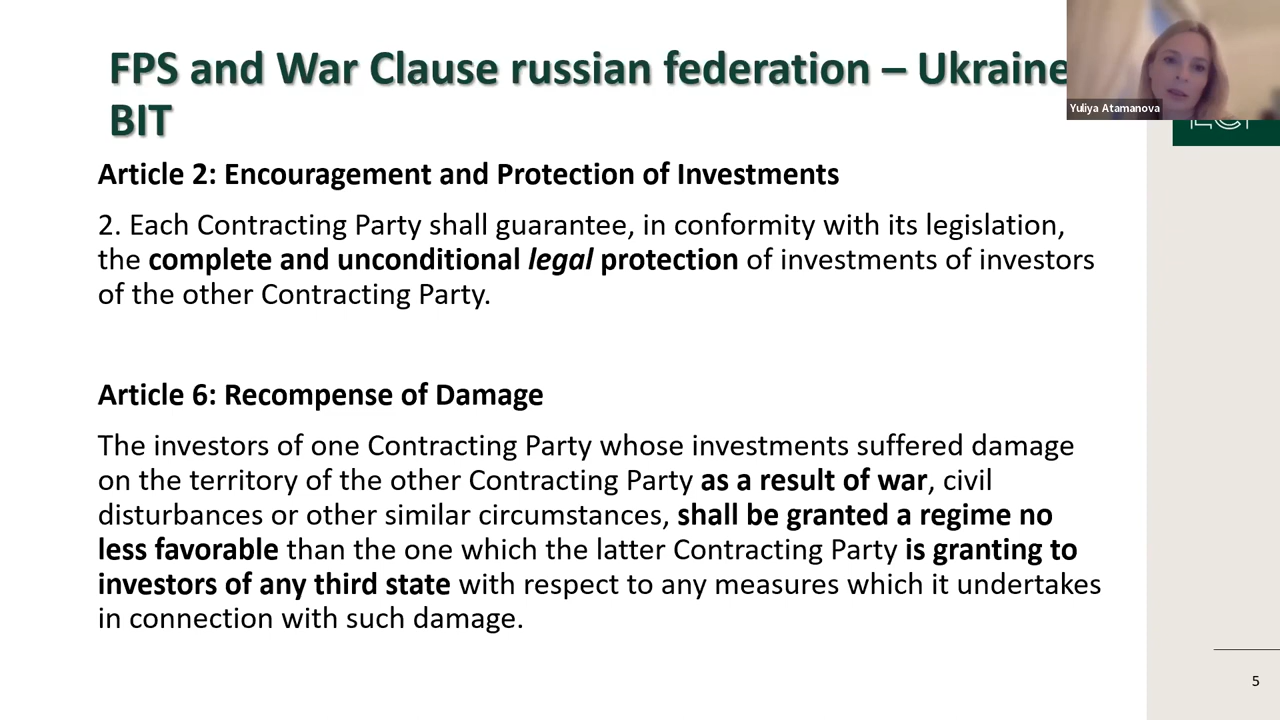 FPS and War Clause russian federation – Ukraine
BIT
Yuliya Atamanova
Article 2: Encouragement and Protection of Investments
2. Each Contracting Party shall guarantee, in conformity with its legislation,
the complete and unconditional legal protection of investments of investors
of the other Contracting Party.
Article 6: Recompense of Damage
The investors of one Contracting Party whose investments suffered damage
on the territory of the other Contracting Party as a result of war, civil
disturbances or other similar circumstances, shall be granted a regime no
less favorable than the one which the latter Contracting Party is granting to
investors of any third state with respect to any measures which it undertakes
in connection with such damage.
5